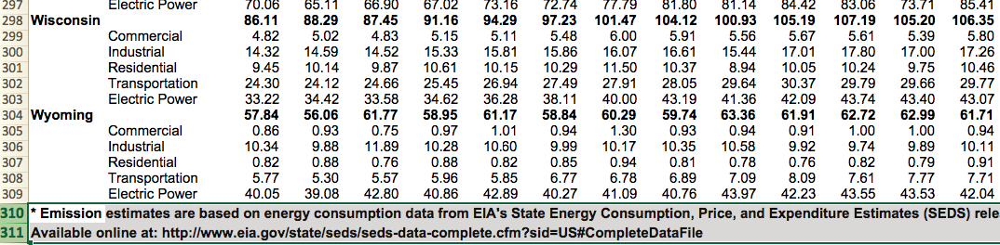 297 Electric Power 70.06 65.11 66.90 67.02 73.16 72.74 77.79 81.80 81.14 84.42 83.06 73.71 85.41
298 Wisconsin 86.11 88.29 87.45 91.16 94.29 97.23 101.47 104.12 100.93 105.19 107.19 105.20 106.35
299 Commercial 4.82 5.02 4.83 5.15 5.11 5.48 6.00 5.91 5.56 5.67 5.61 5.39 5.80
300 Industrial 14.32 14.59 14.52 15.33 15.81 15.86 16.07 16.61 15.44 17.01 17.80 17.00 17.26
301 Residential 9.45 10.14 9.87 10.61 10.15 10.29 11.50 10.37 8.94 10.05 10.24 9.75 10.46
302 Transportation 24.30 24.12 24.66 25.45 26.94 27.49 27.91 28.05 29.64 30.37 29.79 29.66 29.77
303 Electric Power 33.22 34.42 33.58 34.62 36.28 38.11 40.00 43.19 41.36 42.09 43.74 43.40 43.07
304 Wyoming 57.84 56.06 61.77 58.95 61.17 58.84 60.29 59.74 63.36 61.91 62.72 62.99 61.71
305 Commercial 0.86 0.93 0.75 0.97 1.01 0.94 1.30 0.93 0.94 0.91 1.00 1.00 0.94
306 Industrial 10.34 9.88 11.89 10.28 10.60 9.99 10.17 10.35 10.58 9.92 9.74 9.89 10.11
307 Residential 0.82 0.88 0.76 0.88 0.82 0.85 0.94 0.81 0.78 0.76 0.82 0.79 0.91
308 Transportation 5.77 5.30 5.57 5.96 5.85 6.77 6.78 6.89 7.09 8.09 7.61 7.77 7.71
309 Electric Power 40.05 39.08 42.80 40.86 42.89 40.27 41.09 40.76 43.97 42.23 43.55 43.53 42.04
310 * Emission estimates are based on energy consumption data from EIA's State Energy Consumption, Price, and Expenditure Estimates (SEDS) rele
311 Available online at: http://www.eia.gov/state/seds/seds-data-complete.cfm?sid=US#CompleteDataFile